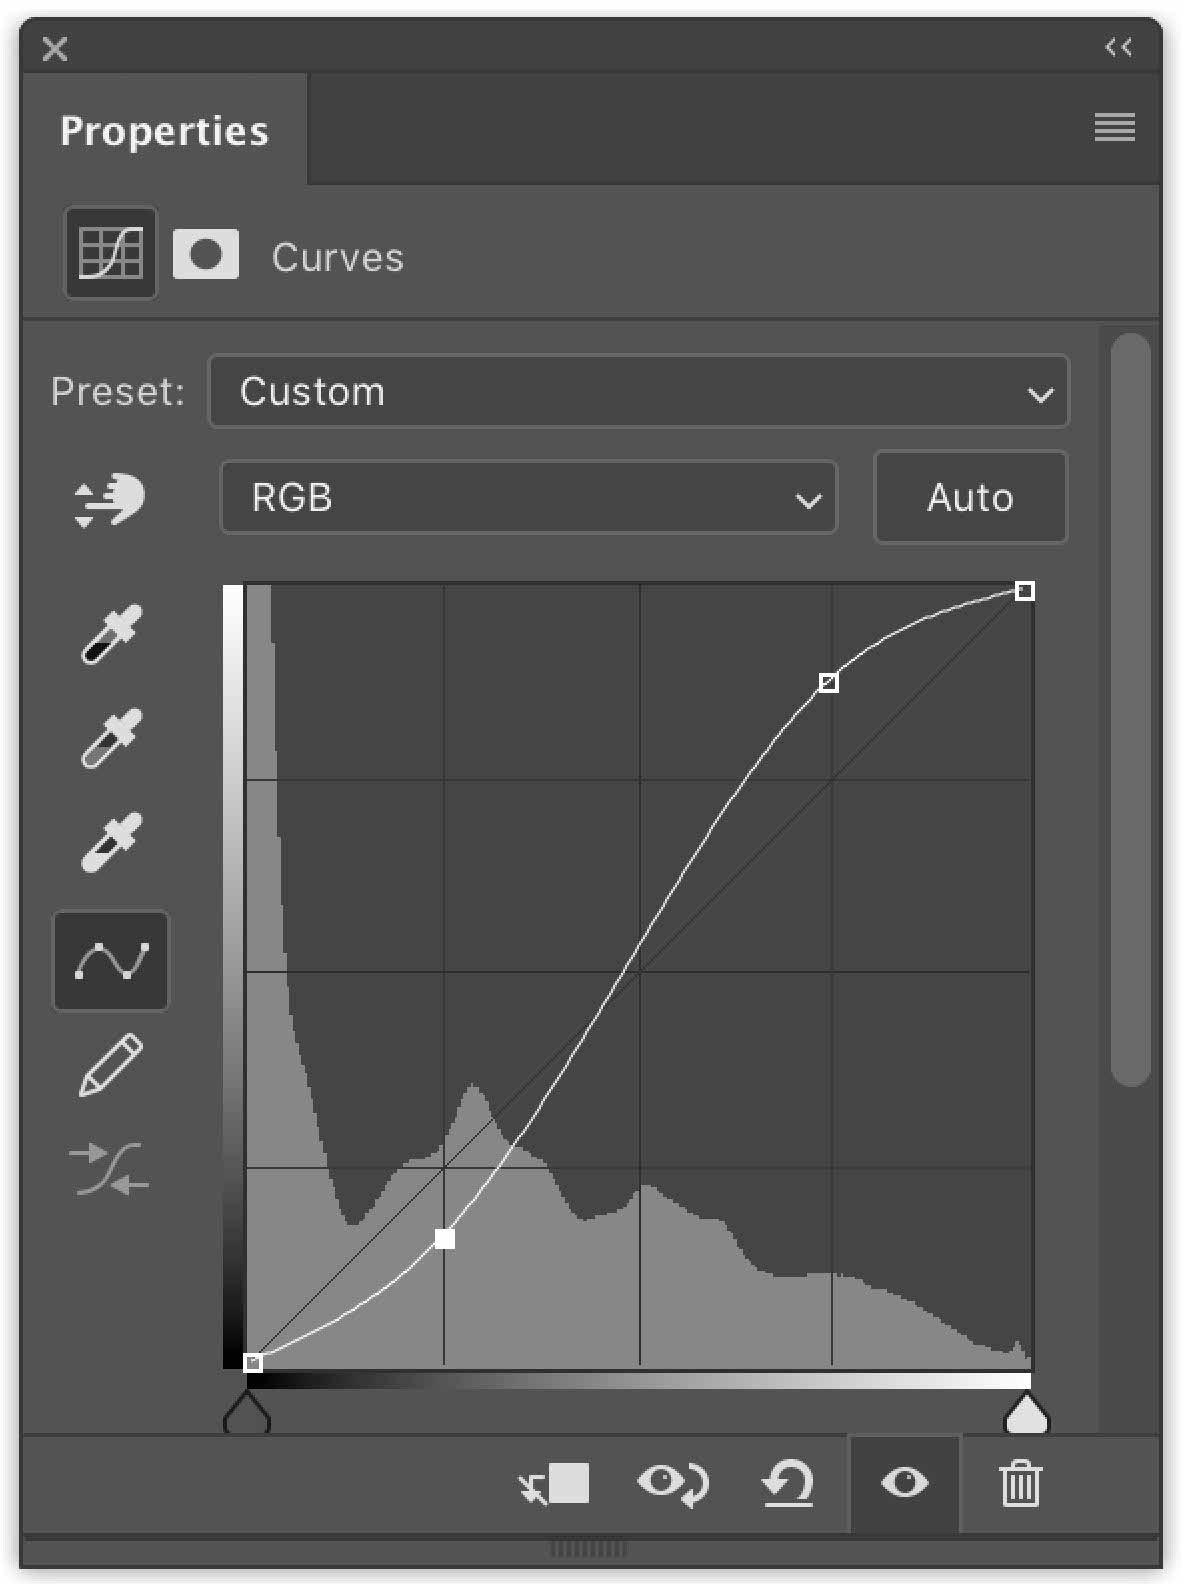 Properties
Curves
Preset: Custom
RGB Auto